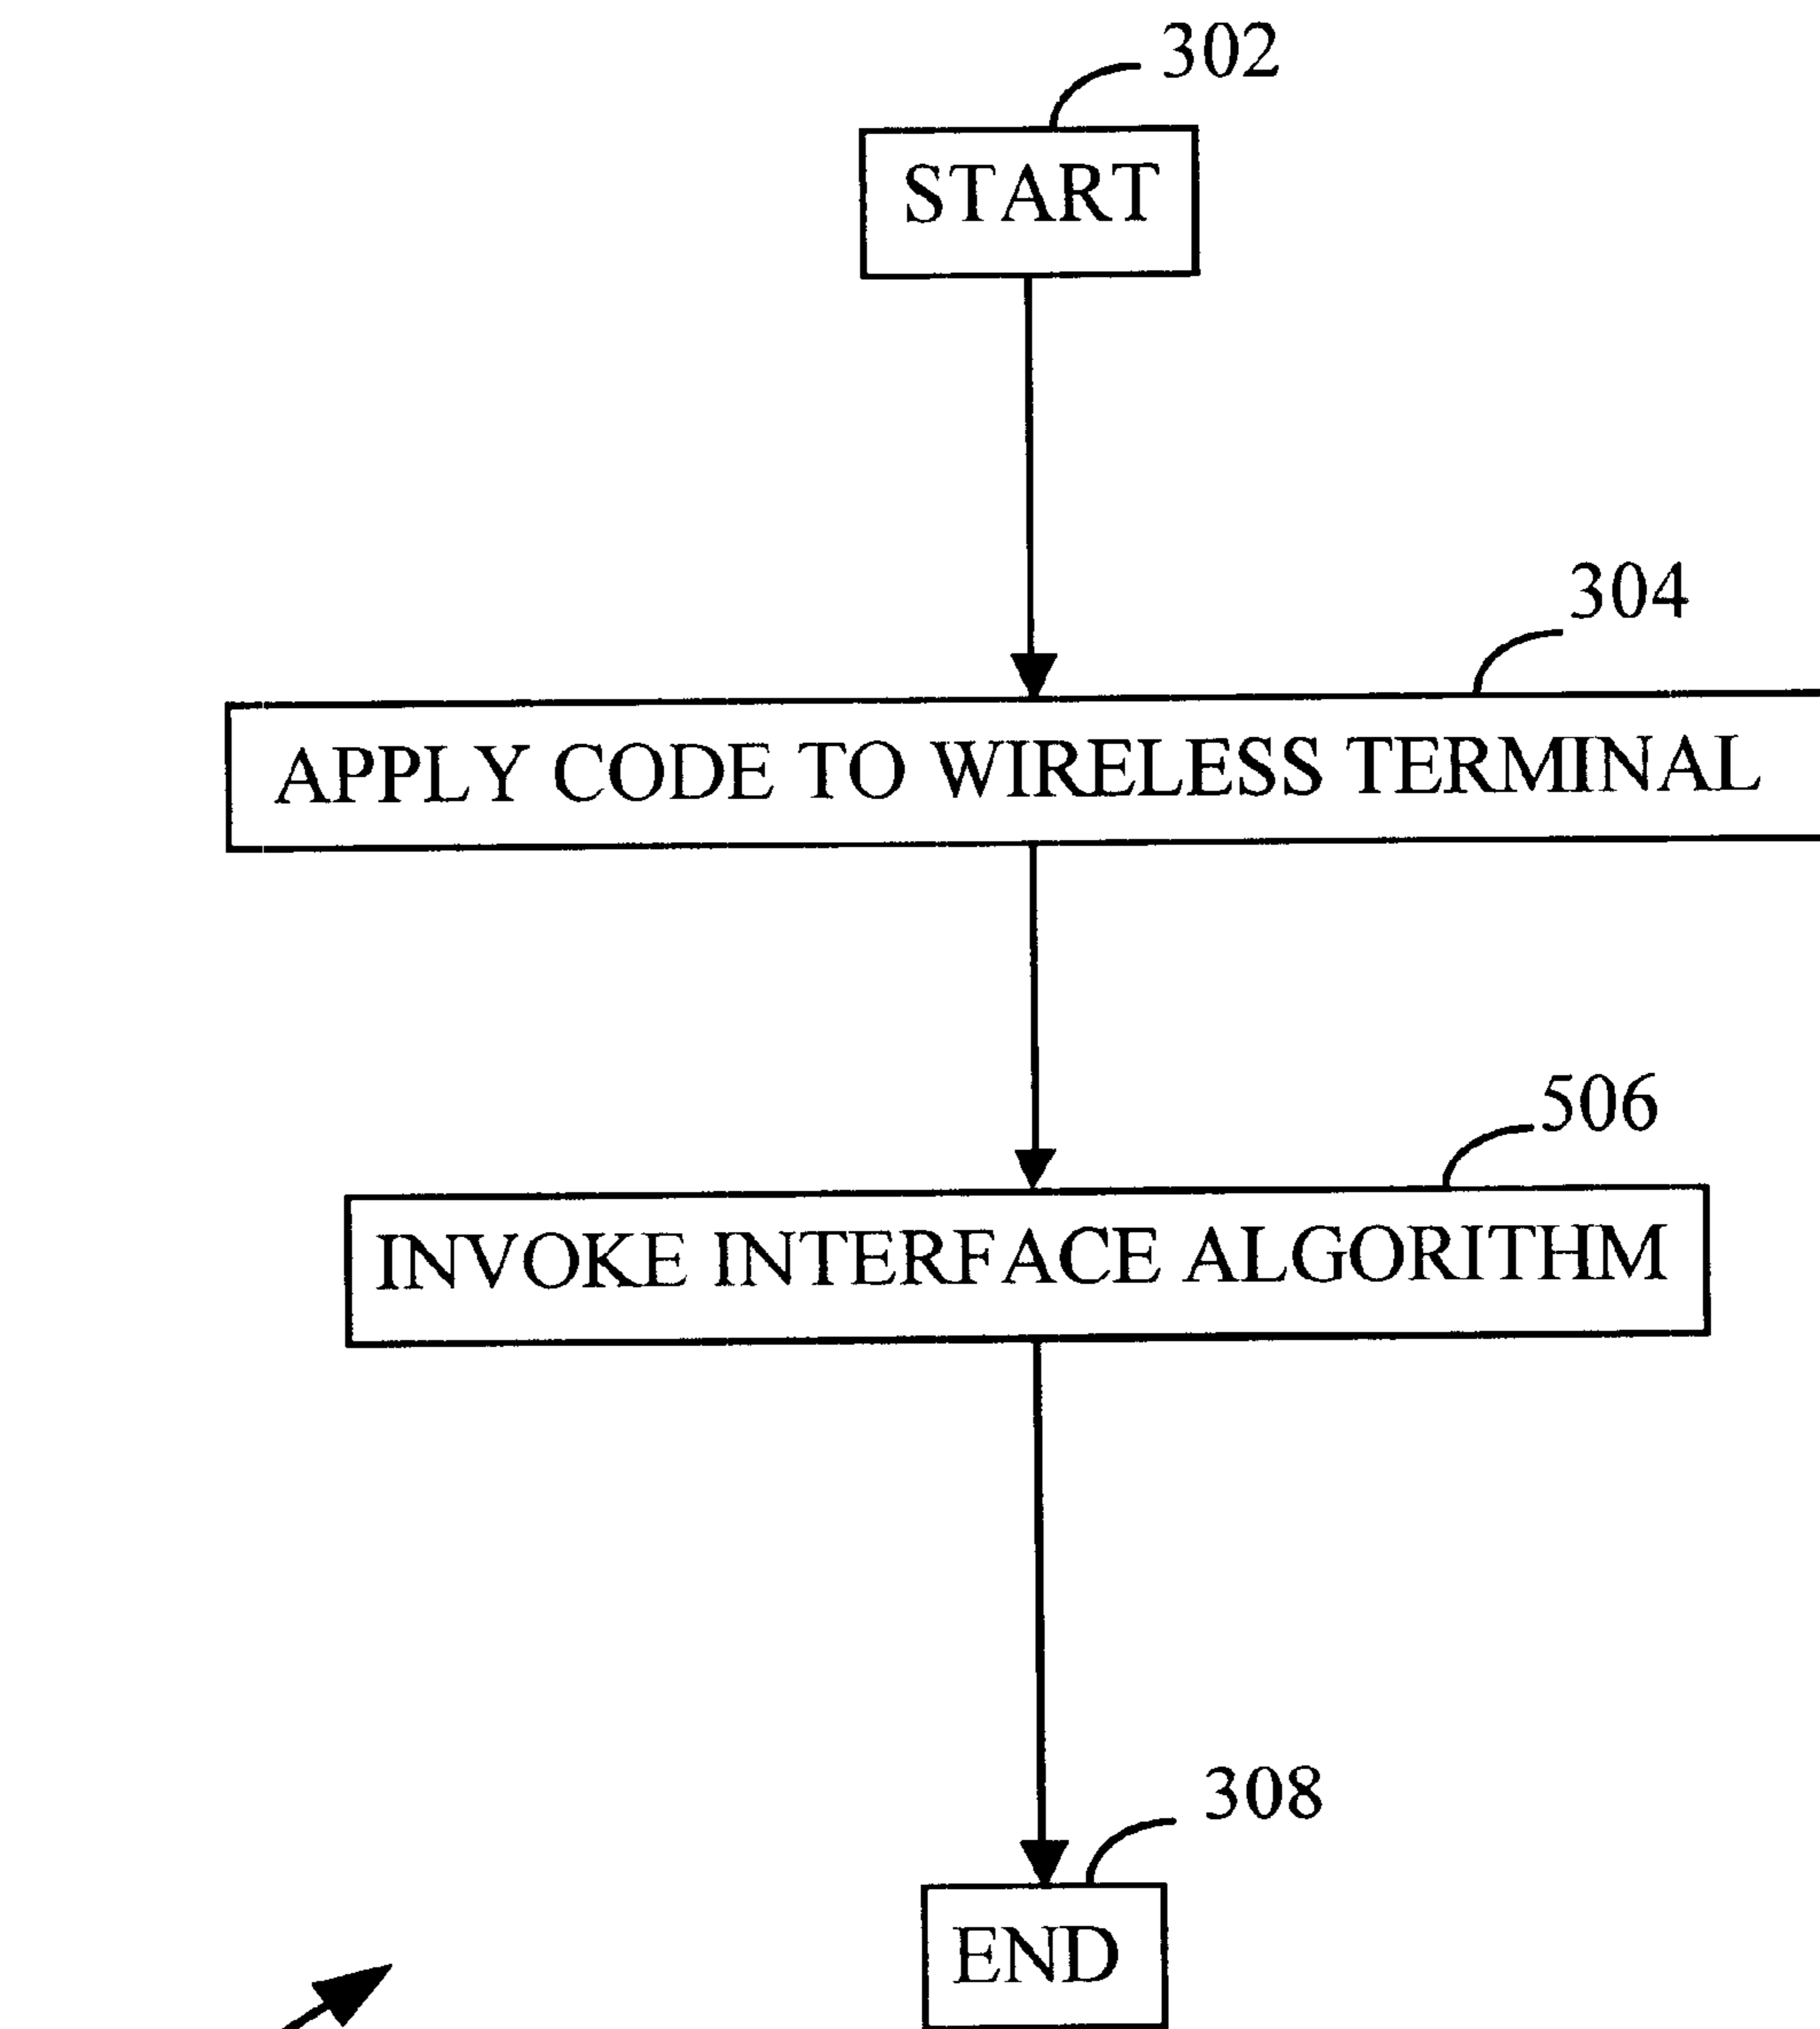 302
START
304
APPLY CODE TO WIRELESS TERMINAL
506
INVOKE INTERFACE ALGORITHM
308
END